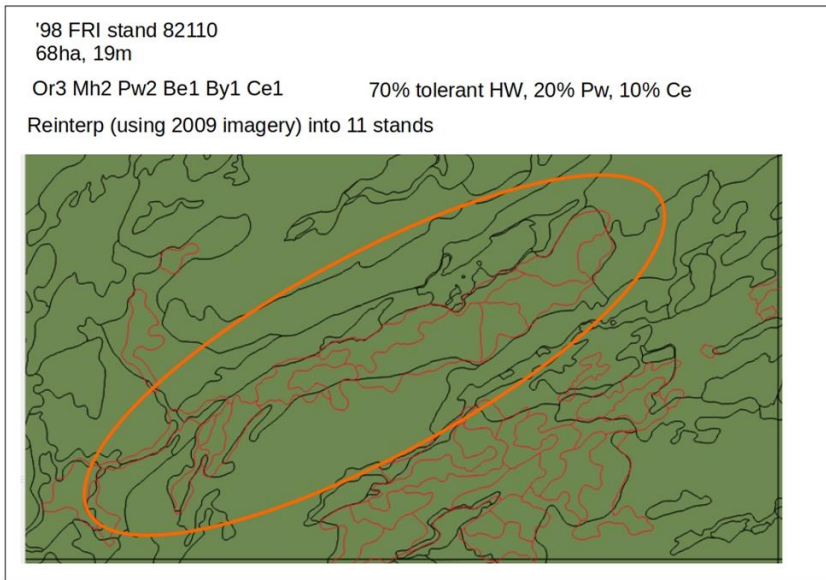 '98 FRI stand 82110
68ha, 19m
Or3 Mh2 Pw2 Be1 By1 Ce1 70% tolerant HW, 20% Pw, 10% Ce
Reinterp (using 2009 imagery) into 11 stands